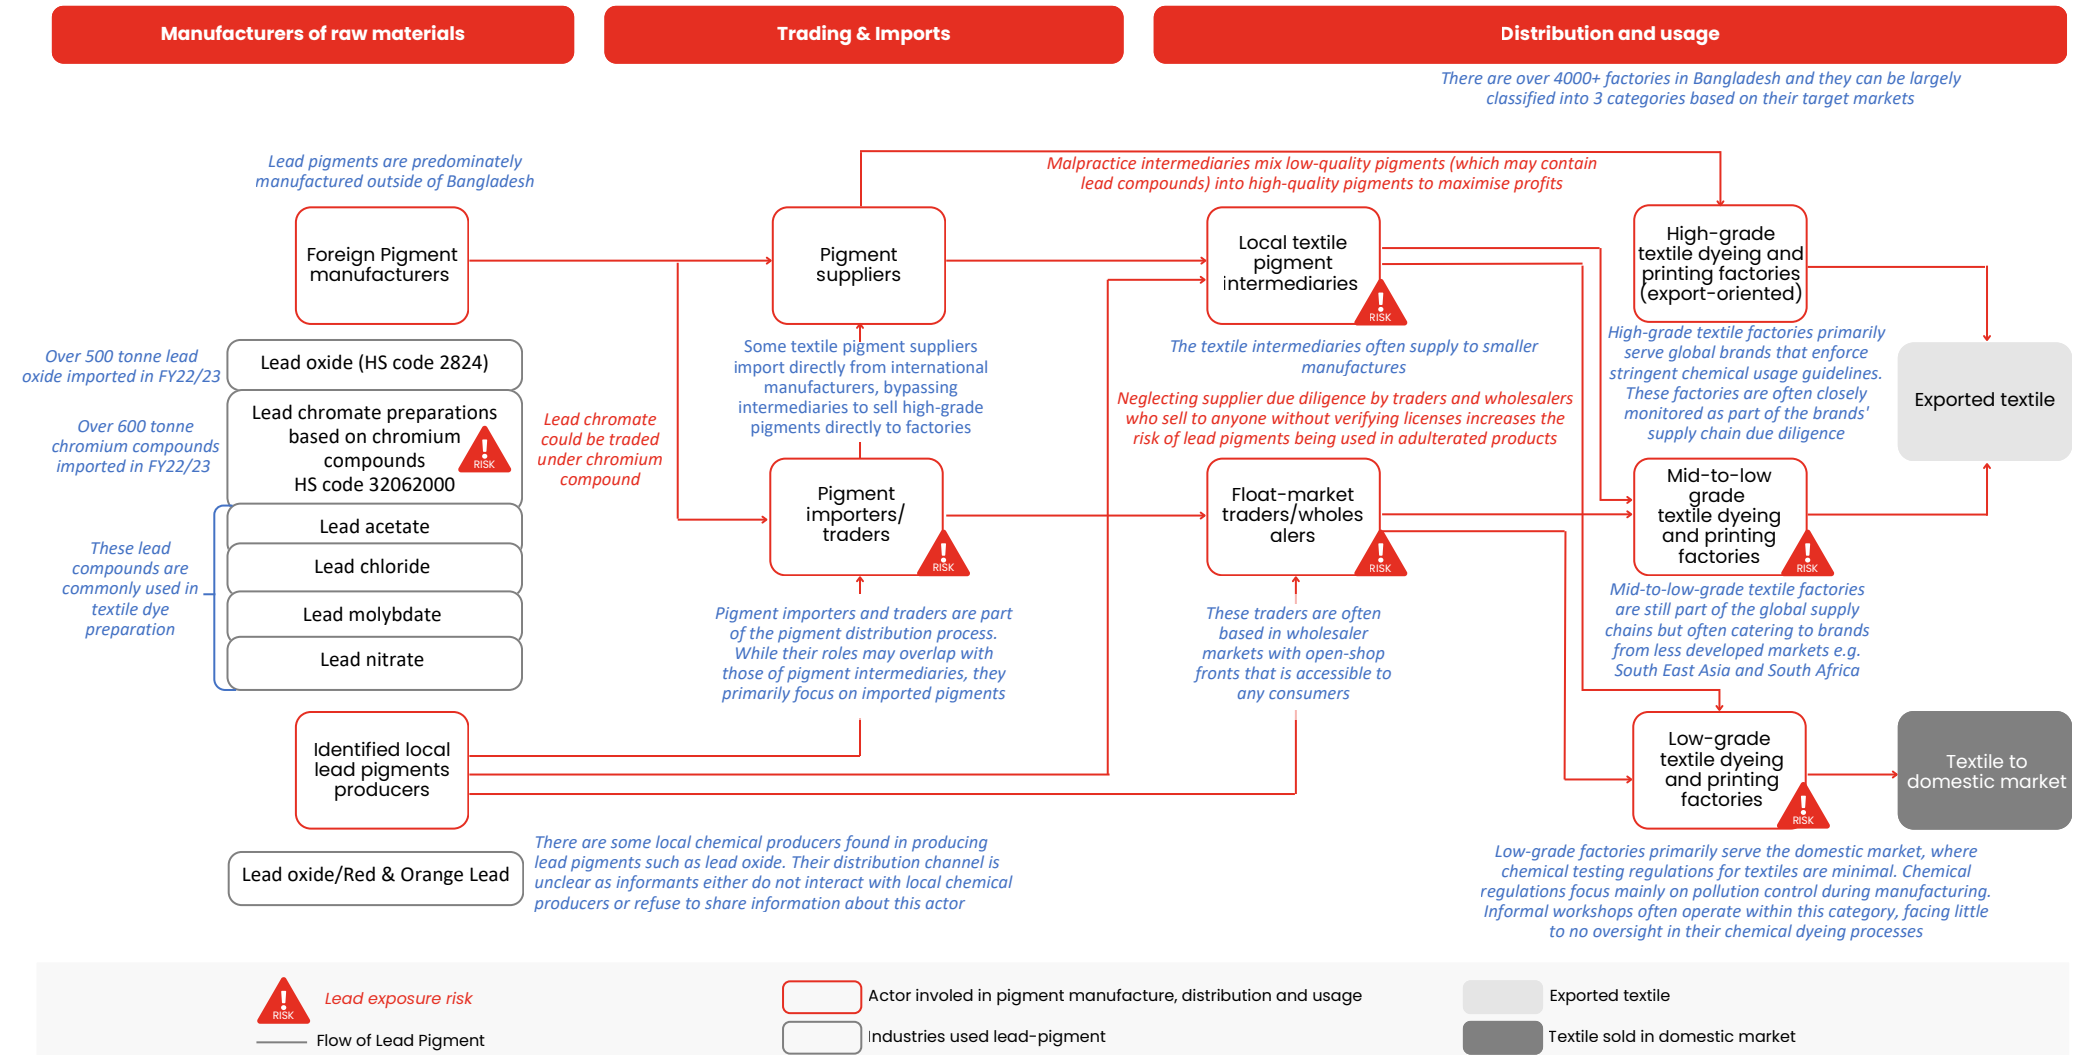 Manufacturers of raw materials
Trading & Imports
Distribution and usage
There are over 4000+ factories in Bangladesh and they can be largely
classified into 3 categories based on their target markets
Lead pigments are predominately
manufactured outside of Bangladesh
Malpractice intermediaries mix low-quality pigments (which may contain
lead compounds) into high-quality pigments to maximise profits
Foreign Pigment
manufacturers
Pigment
suppliers
Local textile
pigment
intermediaries
RISK
High-grade
textile dyeing and
printing factories
(export-oriented)
Over 500 tonne lead
oxide imported in FY22/23
Lead oxide (HS code 2824)
Over 600 tonne
chromium compounds
imported in FY22/23
Lead chromate preparations
based on chromium
compounds
HS code 32062000
RISK
Lead chromate
could be traded
under chromium
compound
Some textile pigment suppliers
import directly from international
manufacturers, bypassing
intermediaries to sell high-grade
pigments directly to factories
The textile intermediaries often supply to smaller
manufactures
Neglecting supplier due diligence by traders and wholesalers
who sell to anyone without verifying licenses increases the
risk of lead pigments being used in adulterated products
High-grade textile factories primarily
serve global brands that enforce
stringent chemical usage guidelines.
These factories are often closely
monitored as part of the brands'
supply chain due diligence
Exported textile
These lead
compounds are
commonly used in
textile dye
preparation
Lead acetate
Lead chloride
Lead molybdate
Lead nitrate
Pigment
importers/
traders
RISK
Float-market
traders/wholes
alers
RISK
Mid-to-low
grade
textile dyeing
and printing
factories
RISK
Pigment importers and traders are part
of the pigment distribution process.
While their roles may overlap with
those of pigment intermediaries, they
primarily focus on imported pigments
These traders are often
based in wholesaler
markets with open-shop
fronts that is accessible to
any consumers
Mid-to-low-grade textile factories
are still part of the global supply
chains but often catering to brands
from less developed markets e.g.
South East Asia and South Africa
Identified local
lead pigments
producers
Low-grade
textile dyeing
and printing
factories
RISK
Textile to
domestic market
Lead oxide/Red & Orange Lead
There are some local chemical producers found in producing
lead pigments such as lead oxide. Their distribution channel is
unclear as informants either do not interact with local chemical
producers or refuse to share information about this actor
Low-grade factories primarily serve the domestic market, where
chemical testing regulations for textiles are minimal. Chemical
regulations focus mainly on pollution control during manufacturing.
Informal workshops often operate within this category, facing little
to no oversight in their chemical dyeing processes
RISK
Lead exposure risk
Flow of Lead Pigment
Actor involed in pigment manufacture, distribution and usage
Industries used lead-pigment
Exported textile
Textile sold in domestic market